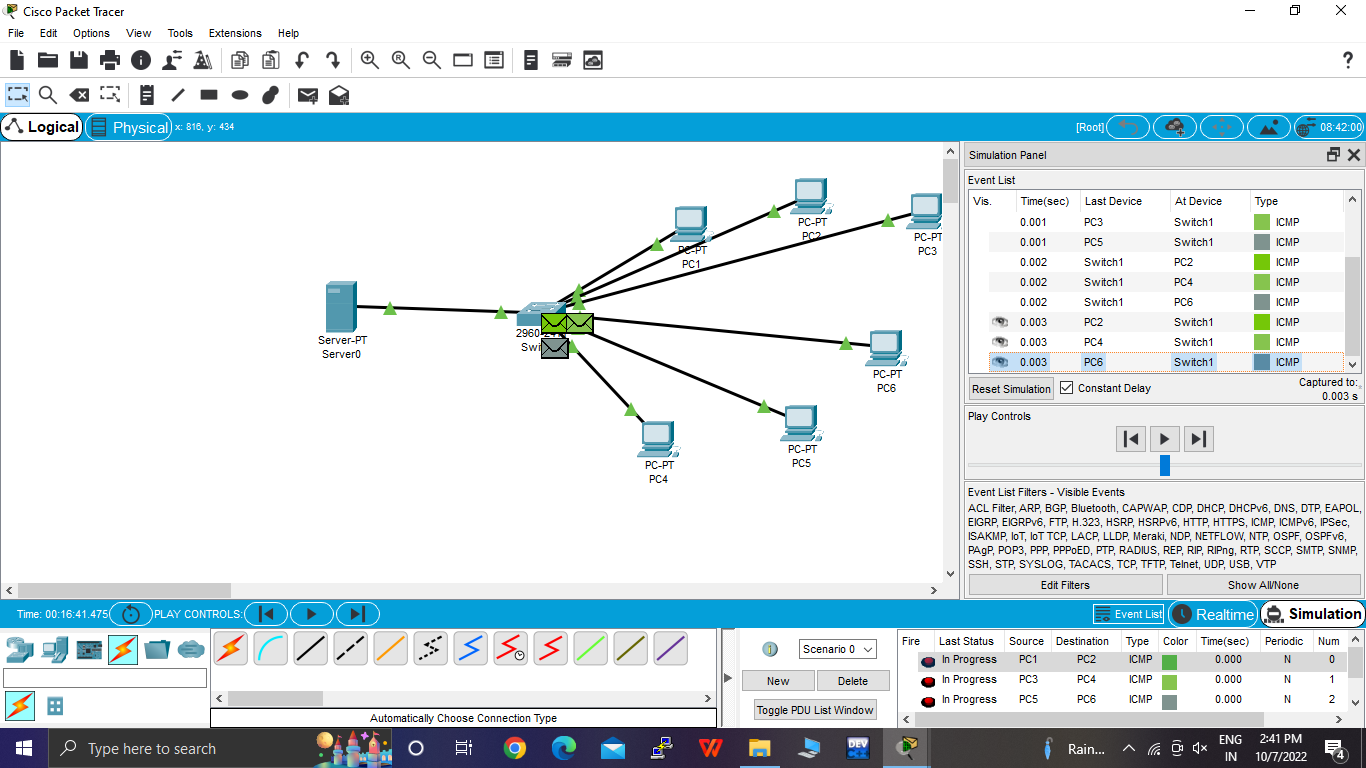 Cisco Packet Tracer
File Edit Options View Tools Extensions Help
?
Logical Physical x: 816, y: 434 [Root] 08:42:00
PC-PT
PC1
PC-PT
PC2
PC-PT
PC3
Server-PT
Server0
2960-24
Swi
PC-PT
PC6
PC-PT
PC5
PC-PT
PC4
Simulation Panel
Event List
Vis. Time(sec) Last Device At Device Type
0.001 PC3 Switch1 ICMP
0.001 PC5 Switch1 ICMP
0.002 Switch1 PC2 ICMP
0.002 Switch1 PC4 ICMP
0.002 Switch1 PC6 ICMP
0.003 PC2 Switch1 ICMP
0.003 PC4 Switch1 ICMP
0.003 PC6 Switch1 ICMP
Reset Simulation Constant Delay Captured to:
0.003 s
Play Controls
Event List Filters - Visible Events
ACL Filter, ARP, BGP, Bluetooth, CAPWAP, CDP, DHCP, DHCPv6, DNS, DTP, EAPOL,
EIGRP, EIGRPv6, FTP, H.323, HSRP, HSRPv6, HTTP, HTTPS, ICMP, ICMPv6, IPSec,
ISAKMP, IoT, IoT TCP, LACP, LLDP, Meraki, NDP, NETFLOW, NTP, OSPF, OSPFv6,
PAgP, POP3, PPP, PPPoED, PTP, RADIUS, REP, RIP, RIPng, RTP, SCCP, SMTP, SNMP,
SSH, STP, SYSLOG, TACACS, TCP, TFTP, Telnet, UDP, USB, VTP
Edit Filters Show All/None
Time: 00:16:41.475 PLAY CONTROLS: Event List Realtime Simulation
Scenario 0
New Delete
Toggle PDU List Window
Automatically Choose Connection Type
Fire Last Status Source Destination Type Color Time(sec) Periodic Num
In Progress PC1 PC2 ICMP 0.000 N 0
In Progress PC3 PC4 ICMP 0.000 N 1
In Progress PC5 PC6 ICMP 0.000 N 2
Type here to search
DEV
Rain...
ENG
IN
2:41 PM
10/7/2022
4